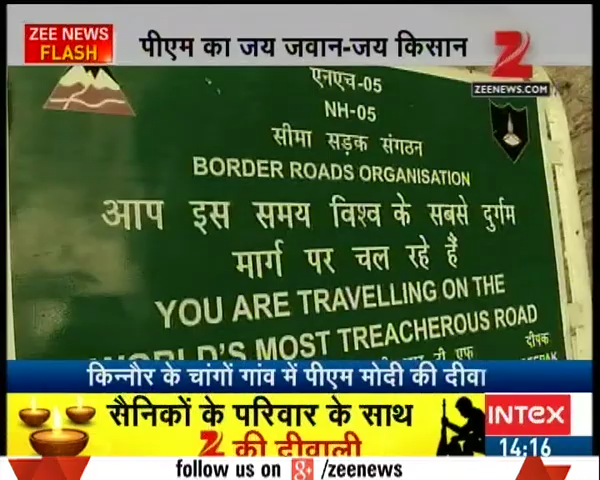 ZEE NEWS
FLASH
पीएम का जय जवान-जय किसान
ZEENEWS.COM
एनएच-05
NH-05
सीमा सड़क संगठन
BORDER ROADS ORGANISATION
आप इस समय विश्व के सबसे दुर्गम
मार्ग पर चल रहे हैं
YOU ARE TRAVELLING ON THE
WORLD'S MOST TREACHEROUS ROAD
दीपक
किन्नौर के चांगों गांव में पीएम मोदी की दीवा
सैनिकों के परिवार के साथ
की दीवाली
INTEX
14:16
follow us on g+ /zeenews